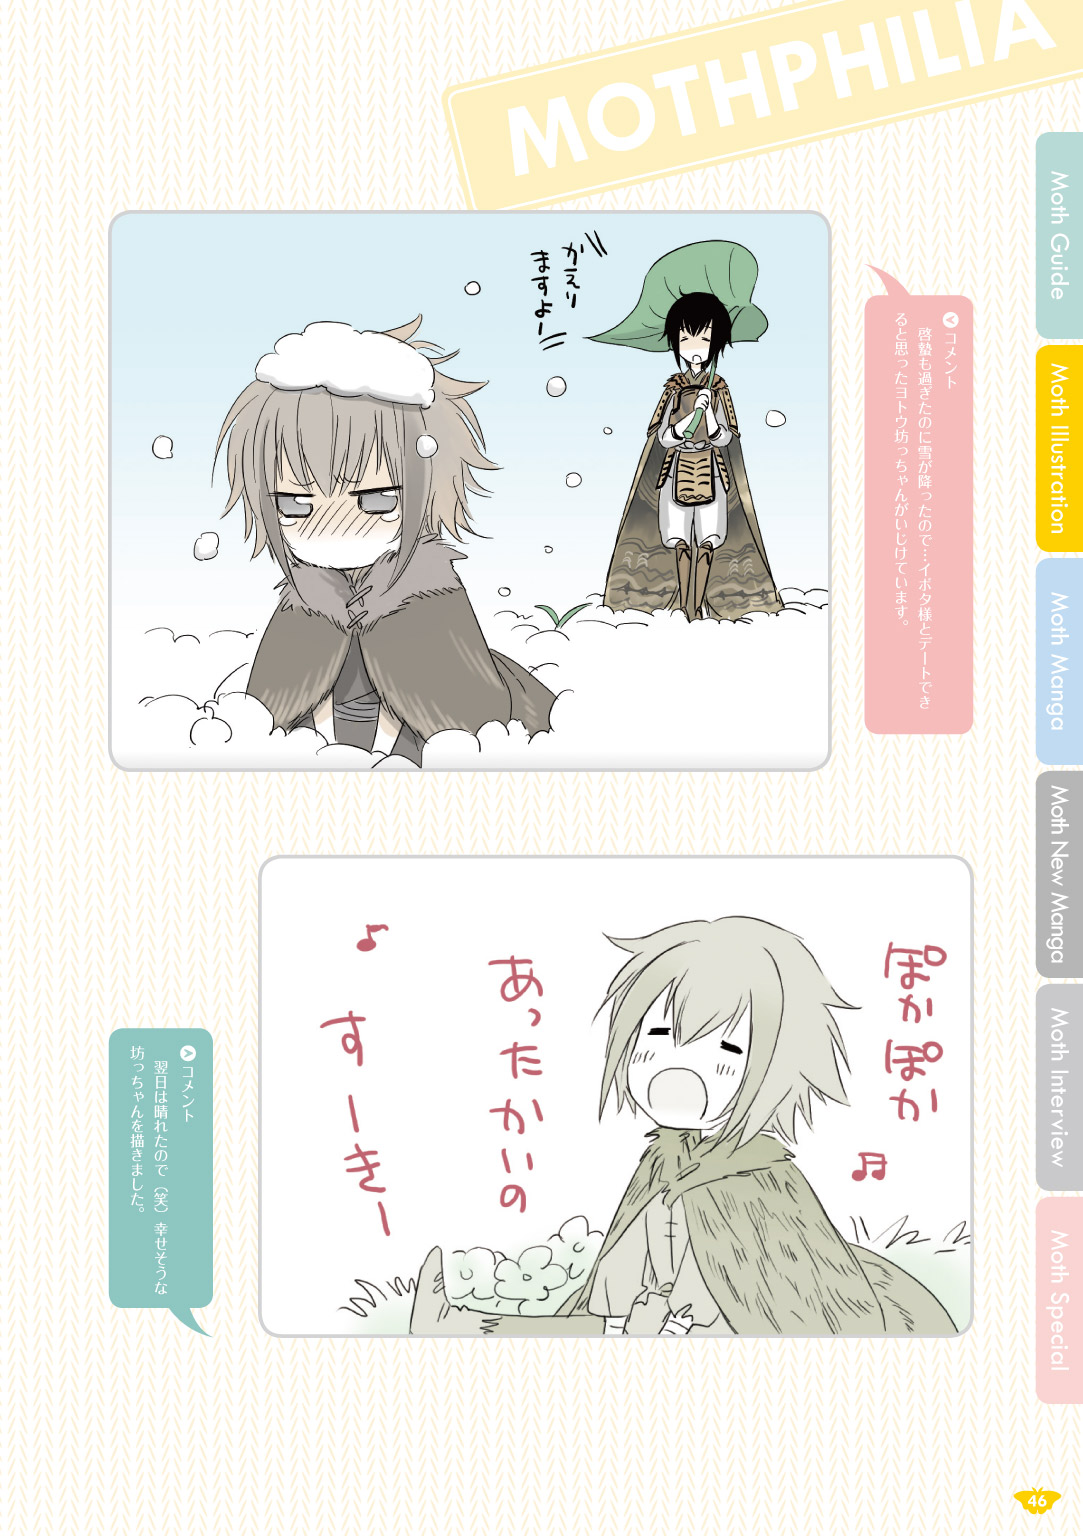 MOTHPHILIA
かえり
ますよー
コメント
啓蟄も過ぎたのに雪が降ったので…イボタ様とデートでき
ると思ったヨトウ坊っちゃんがいじけています。
ぽかぽか
あったかいの
すーきー
コメント
翌日は晴れたので（笑）幸せそうな
坊っちゃんを描きました。
Moth Guide
Moth Illustration
Moth Manga
Moth New Manga
Moth Interview
Moth Special
46